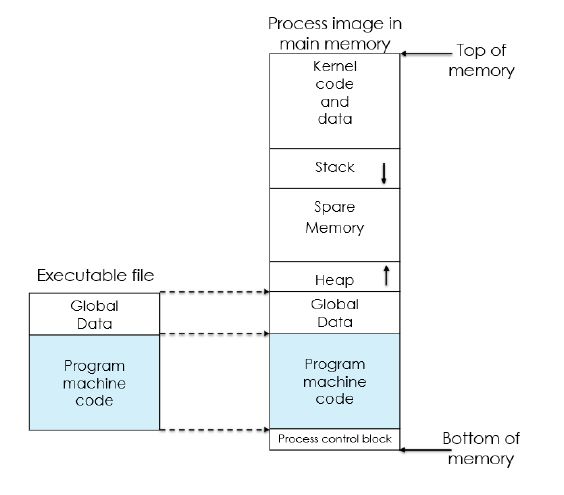 Process image in
main memory
Top of
memory
Kernel
code
and
data
Stack
Spare
Memory
Heap
Executable file
Global
Data
Global
Data
Program
machine
code
Program
machine
code
Process control block
Bottom of
memory